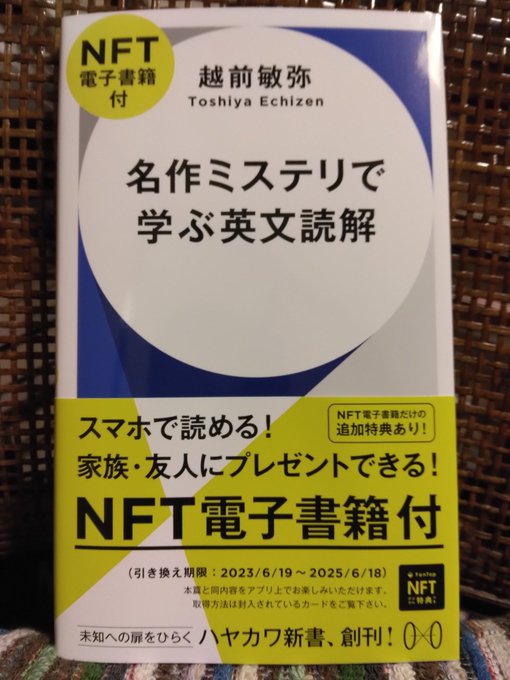 NFT
電子書籍
付
越前敏弥
Toshiya Echizen
名作ミステリで
学ぶ英文読解
スマホで読める！
NFT電子書籍だけの
追加特典あり！
家族・友人にプレゼントできる！
NFT電子書籍付
(引き換え期限：2023/6/19～2025/6/18)
本篇と同内容をアプリ上でお楽しみいただけます。
取得方法は封入されているカードをご覧下さい。
FanTop
NFT
特典
未知への扉をひらく ハヤカワ新書、創刊！